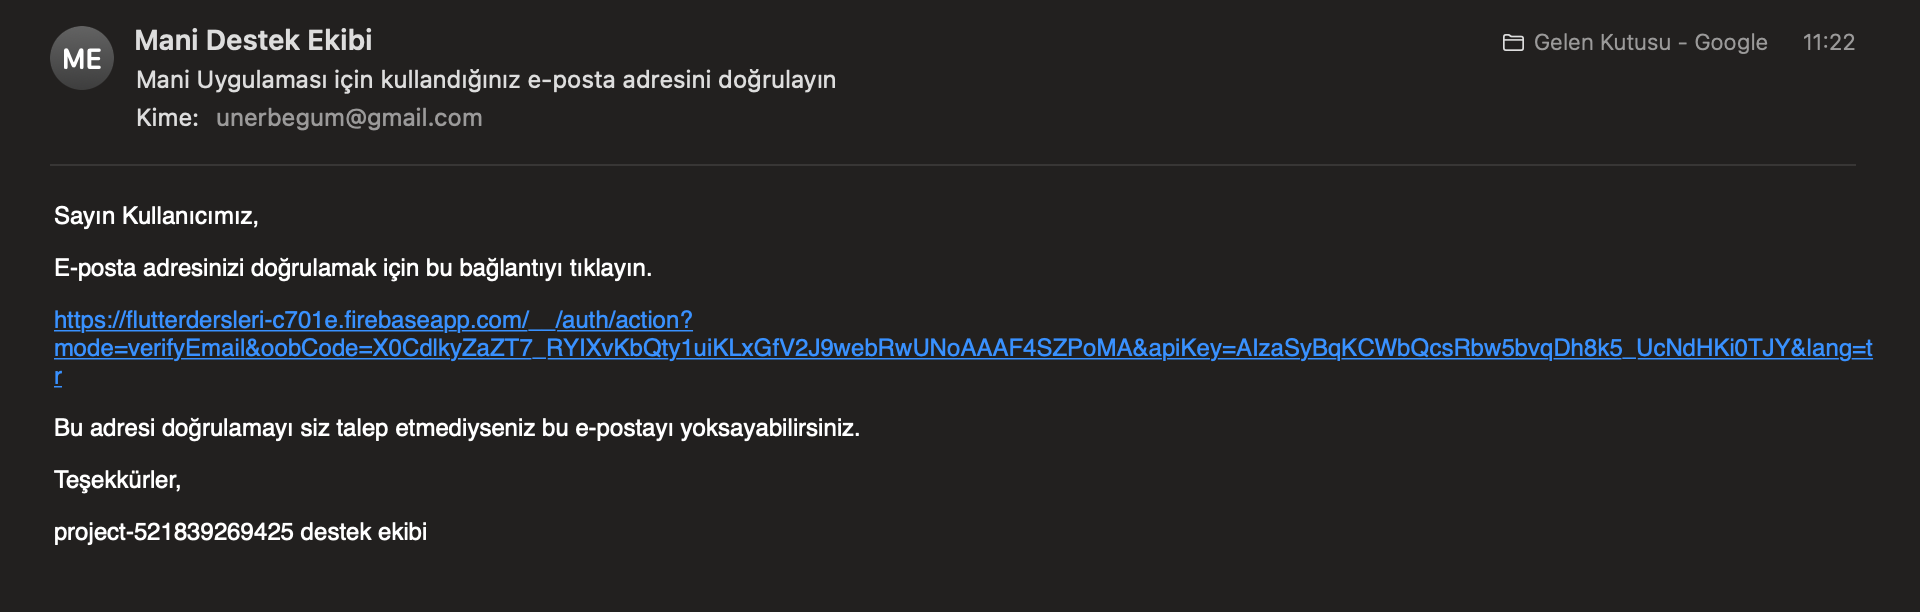 ME
Mani Destek Ekibi
Gelen Kutusu - Google 11:22
Mani Uygulaması için kullandığınız e-posta adresini doğrulayın
Kime: unerbegum@gmail.com
Sayın Kullanıcımız,
E-posta adresinizi doğrulamak için bu bağlantıyı tıklayın.
https://flutterdersleri-c701e.firebaseapp.com/__/auth/action?
mode=verifyEmail&oobCode=X0CdlkyZaZT7_RYIXvKbQty1uiKLxGfV2J9webRwUNoAAAF4SZPoMA&apiKey=AIzaSyBqKCWbQcsRbw5bvqDh8k5_UcNdHKi0TJY&lang=t
r
Bu adresi doğrulamayı siz talep etmediyseniz bu e-postayı yoksayabilirsiniz.
Teşekkürler,
project-521839269425 destek ekibi